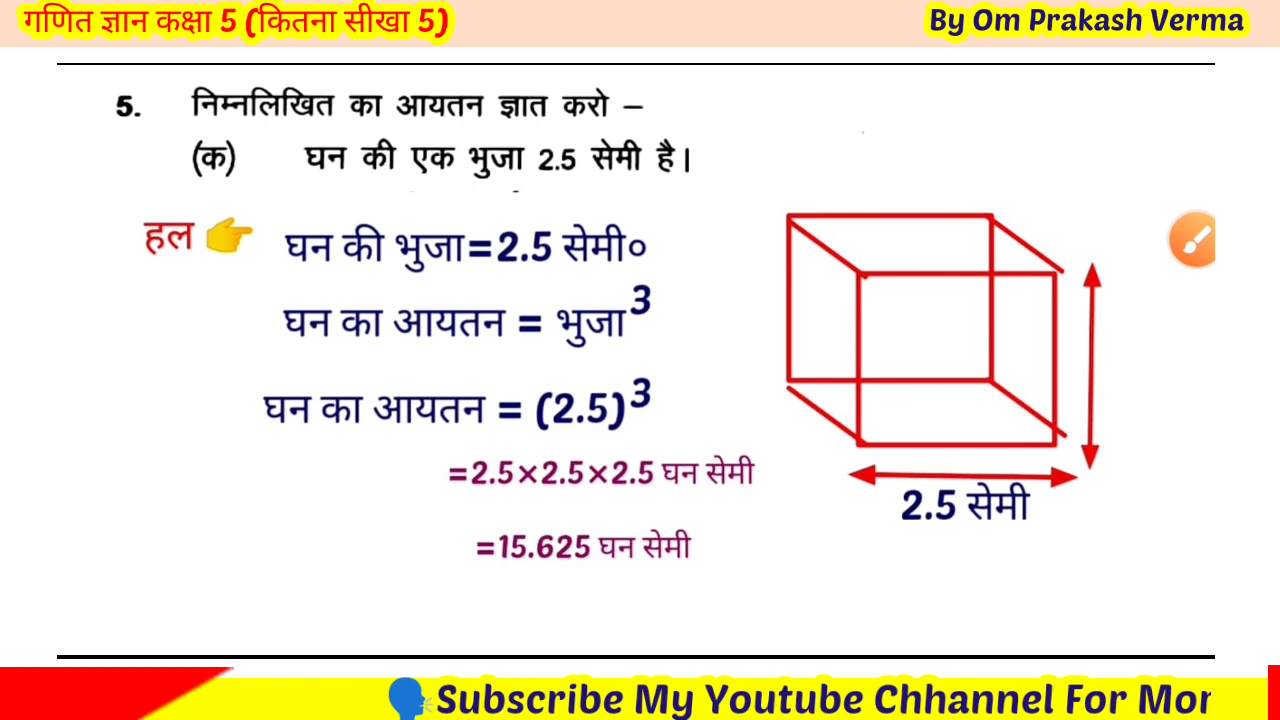 गणित ज्ञान कक्षा 5 (कितना सीखा 5)
By Om Prakash Verma
5. निम्नलिखित का आयतन ज्ञात करो –
(क) घन की एक भुजा 2.5 सेमी है।
हल 👉 घन की भुजा=2.5 सेमी०
घन का आयतन = भुजा³
घन का आयतन = (2.5)³
=2.5×2.5×2.5 घन सेमी
=15.625 घन सेमी
2.5 सेमी
🗣Subscribe My Youtube Chhannel For Mor